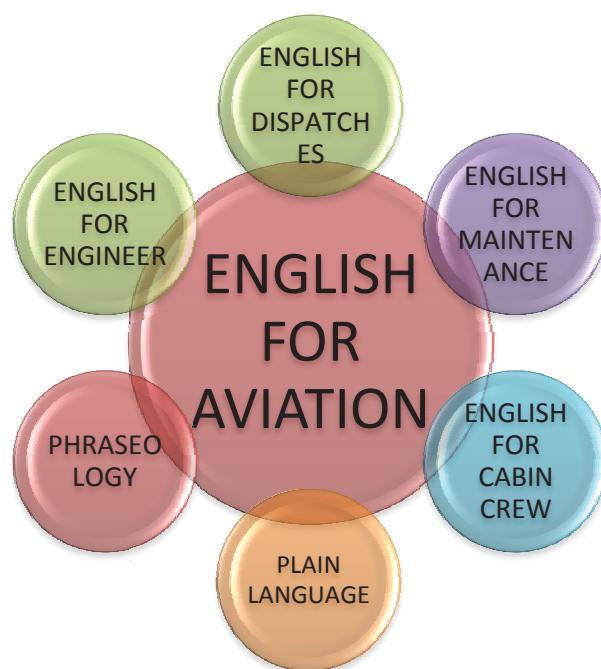 ENGLISH
FOR
DISPATCH
ES
ENGLISH
FOR
MAINTEN
ANCE
ENGLISH
FOR
CABIN
CREW
PLAIN
LANGUAGE
PHRASEO
LOGY
ENGLISH
FOR
ENGINEER
ENGLISH
FOR
AVIATION